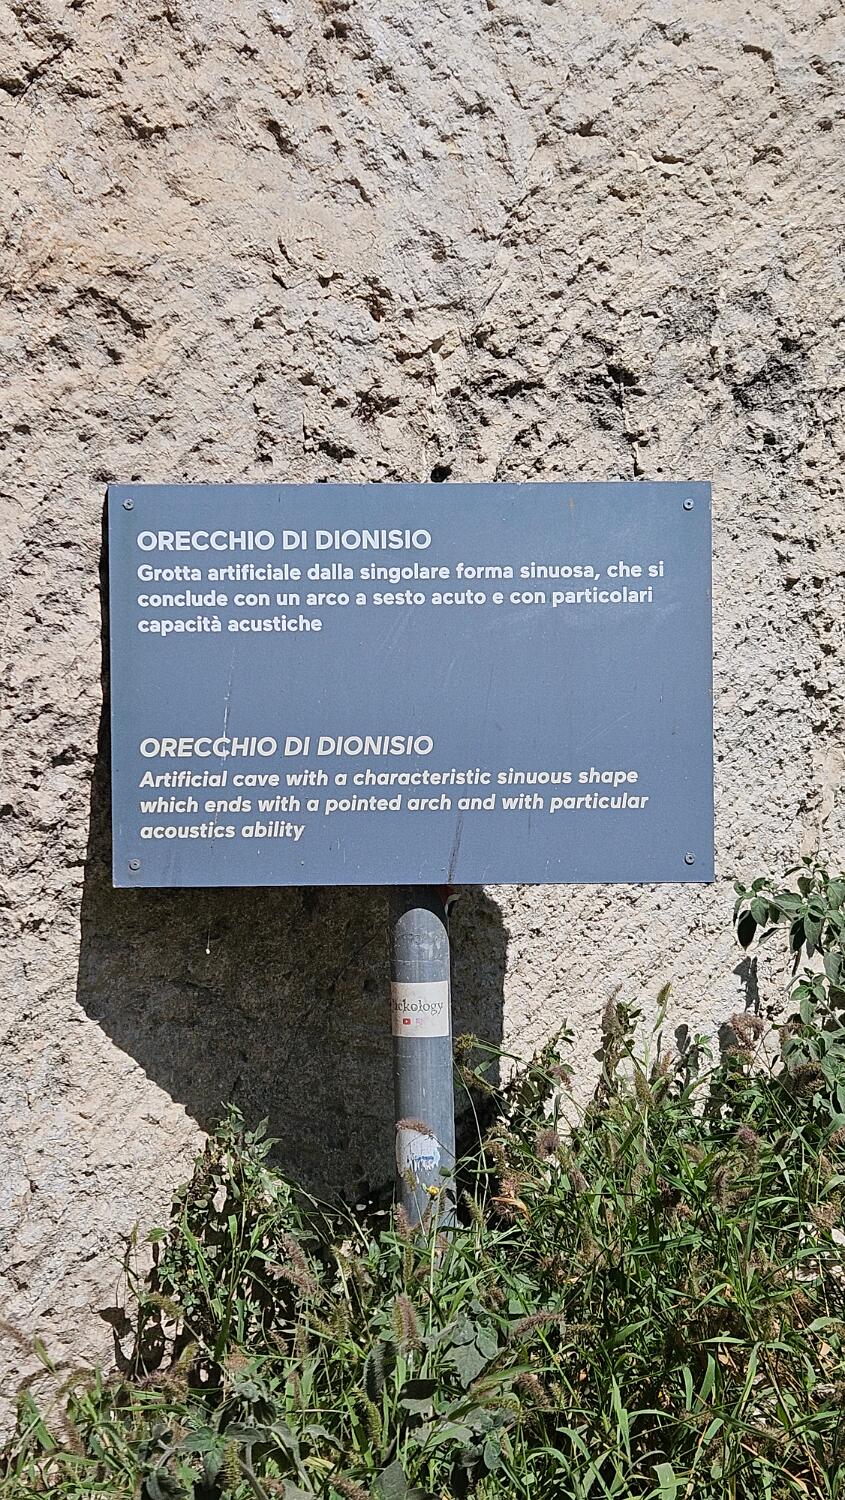 ORECCHIO DI DIONISIO
Grotta artificiale dalla singolare forma sinuosa, che si
conclude con un arco a sesto acuto e con particolari
capacità acustiche
ORECCHIO DI DIONISIO
Artificial cave with a characteristic sinuous shape
which ends with a pointed arch and with particular
acoustics ability